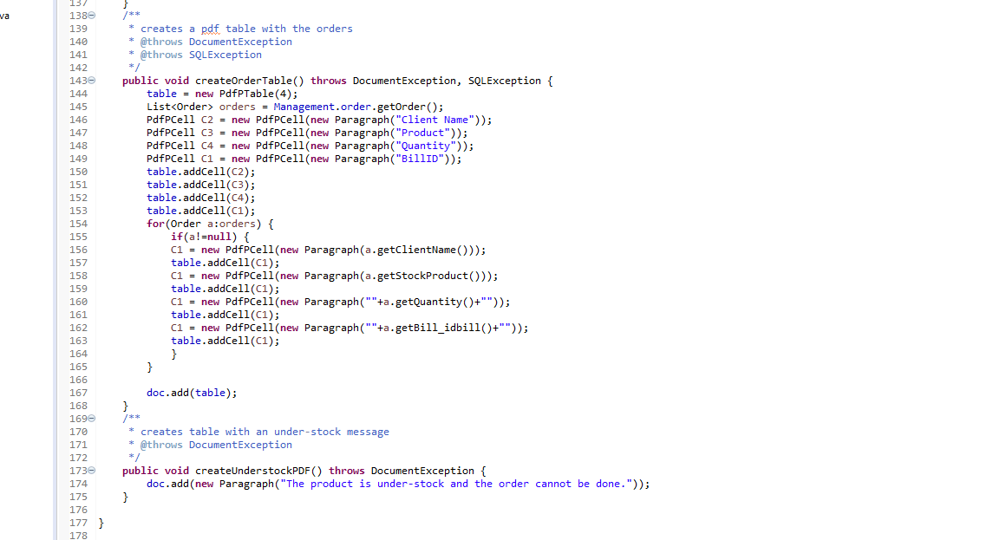 va
137 }
138 /**
139 * creates a pdf table with the orders
140 * @throws DocumentException
141 * @throws SQLException
142 */
143 public void createOrderTable() throws DocumentException, SQLException {
144 table = new PdfPTable(4);
145 List<Order> orders = Management.order.getOrder();
146 PdfPCell C2 = new PdfPCell(new Paragraph("Client Name"));
147 PdfPCell C3 = new PdfPCell(new Paragraph("Product"));
148 PdfPCell C4 = new PdfPCell(new Paragraph("Quantity"));
149 PdfPCell C1 = new PdfPCell(new Paragraph("BillID"));
150 table.addCell(C2);
151 table.addCell(C3);
152 table.addCell(C4);
153 table.addCell(C1);
154 for(Order a:orders) {
155 if(a!=null) {
156 C1 = new PdfPCell(new Paragraph(a.getClientName()));
157 table.addCell(C1);
158 C1 = new PdfPCell(new Paragraph(a.getStockProduct()));
159 table.addCell(C1);
160 C1 = new PdfPCell(new Paragraph(""+a.getQuantity()+""));
161 table.addCell(C1);
162 C1 = new PdfPCell(new Paragraph(""+a.getBill_idbill()+""));
163 table.addCell(C1);
164 }
165 }
166
167 doc.add(table);
168 }
169 /**
170 * creates table with an under-stock message
171 * @throws DocumentException
172 */
173 public void createUnderstockPDF() throws DocumentException {
174 doc.add(new Paragraph("The product is under-stock and the order cannot be done."));
175 }
176
177 }
178